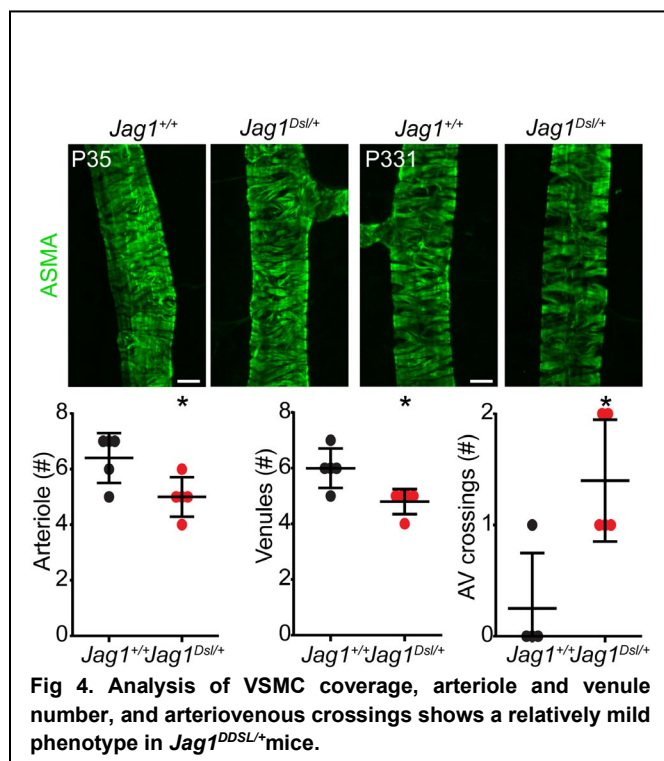 Jag1+/+ Jag1Dsl/+ Jag1+/+ Jag1Dsl/+
P35 P331
ASMA
* * *
Arteriole (#)
8
6
4
2
0
Jag1+/+ Jag1Dsl/+
Venules (#)
8
6
4
2
0
Jag1+/+ Jag1Dsl/+
AV crossings (#)
2
1
0
Jag1+/+ Jag1Dsl/+
Fig 4. Analysis of VSMC coverage, arteriole and venule
number, and arteriovenous crossings shows a relatively mild
phenotype in Jag1DDSL/+mice.